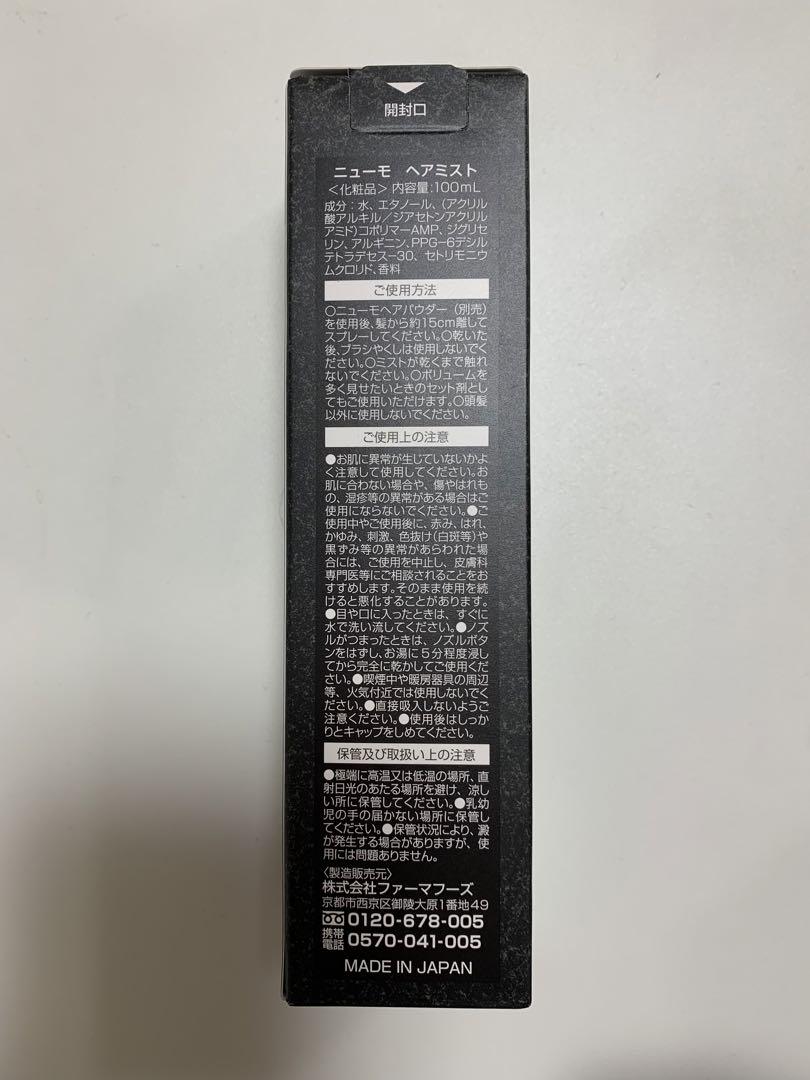 開封口
ニューモ ヘアミスト
<化粧品> 内容量:100mL
成分:水、エタノール、(アクリル
酸アルキル/ジアセトンアクリル
アミド)コポリマーAMP、ジグリセ
リン、アルギニン、PPG-6デシル
テトラデセス-30、セトリモニウ
ムクロリド、香料
ご使用方法
〇ニューモヘアパウダー(別売)
を使用後、髪から約15cm離して
スプレーしてください。〇乾いた
後、ブラシやくしは使用しないでく
ださい。〇ミストが乾くまで触れ
ないでください。〇ボリュームを
多く見せたいときのセット剤とし
てもご使用いただけます。〇頭髪
以外に使用しないでください。
ご使用上の注意
●お肌に異常が生じていないかよ
く注意して使用してください。お
肌に合わない場合や、傷やはれも
の、湿疹等の異常がある場合はご
使用にならないでください。●ご
使用中やご使用後に、赤み、はれ、
かゆみ、刺激、色抜け(白斑等)や
黒ずみ等の異常があらわれた場
合には、ご使用を中止し、皮膚科
専門医等にご相談されることをお
すすめします。そのまま使用を続
けると悪化することがあります。
●目や口に入ったときは、すぐに
水で洗い流してください。●ノズ
ルがつまったときは、ノズルボタ
ンをはずし、お湯に5分程度浸し
てから完全に乾かしてご使用くだ
さい。●喫煙中や暖房器具の周辺
等、火気付近では使用しないでく
ださい。●直接吸入しないようご
注意ください。●使用後はしっか
りとキャップをしめてください。
保管及び取扱い上の注意
●極端に高温又は低温の場所、直
射日光のあたる場所を避け、涼し
い所に保管してください。●乳幼
児の手の届かない場所に保管し
てください。●保管状況により、澱
が発生する場合がありますが、使
用には問題ありません。
〈製造販売元〉
株式会社ファーマフーズ
京都市西京区御陵大原1番地49
0120-678-005
携帯電話 0570-041-005
MADE IN JAPAN